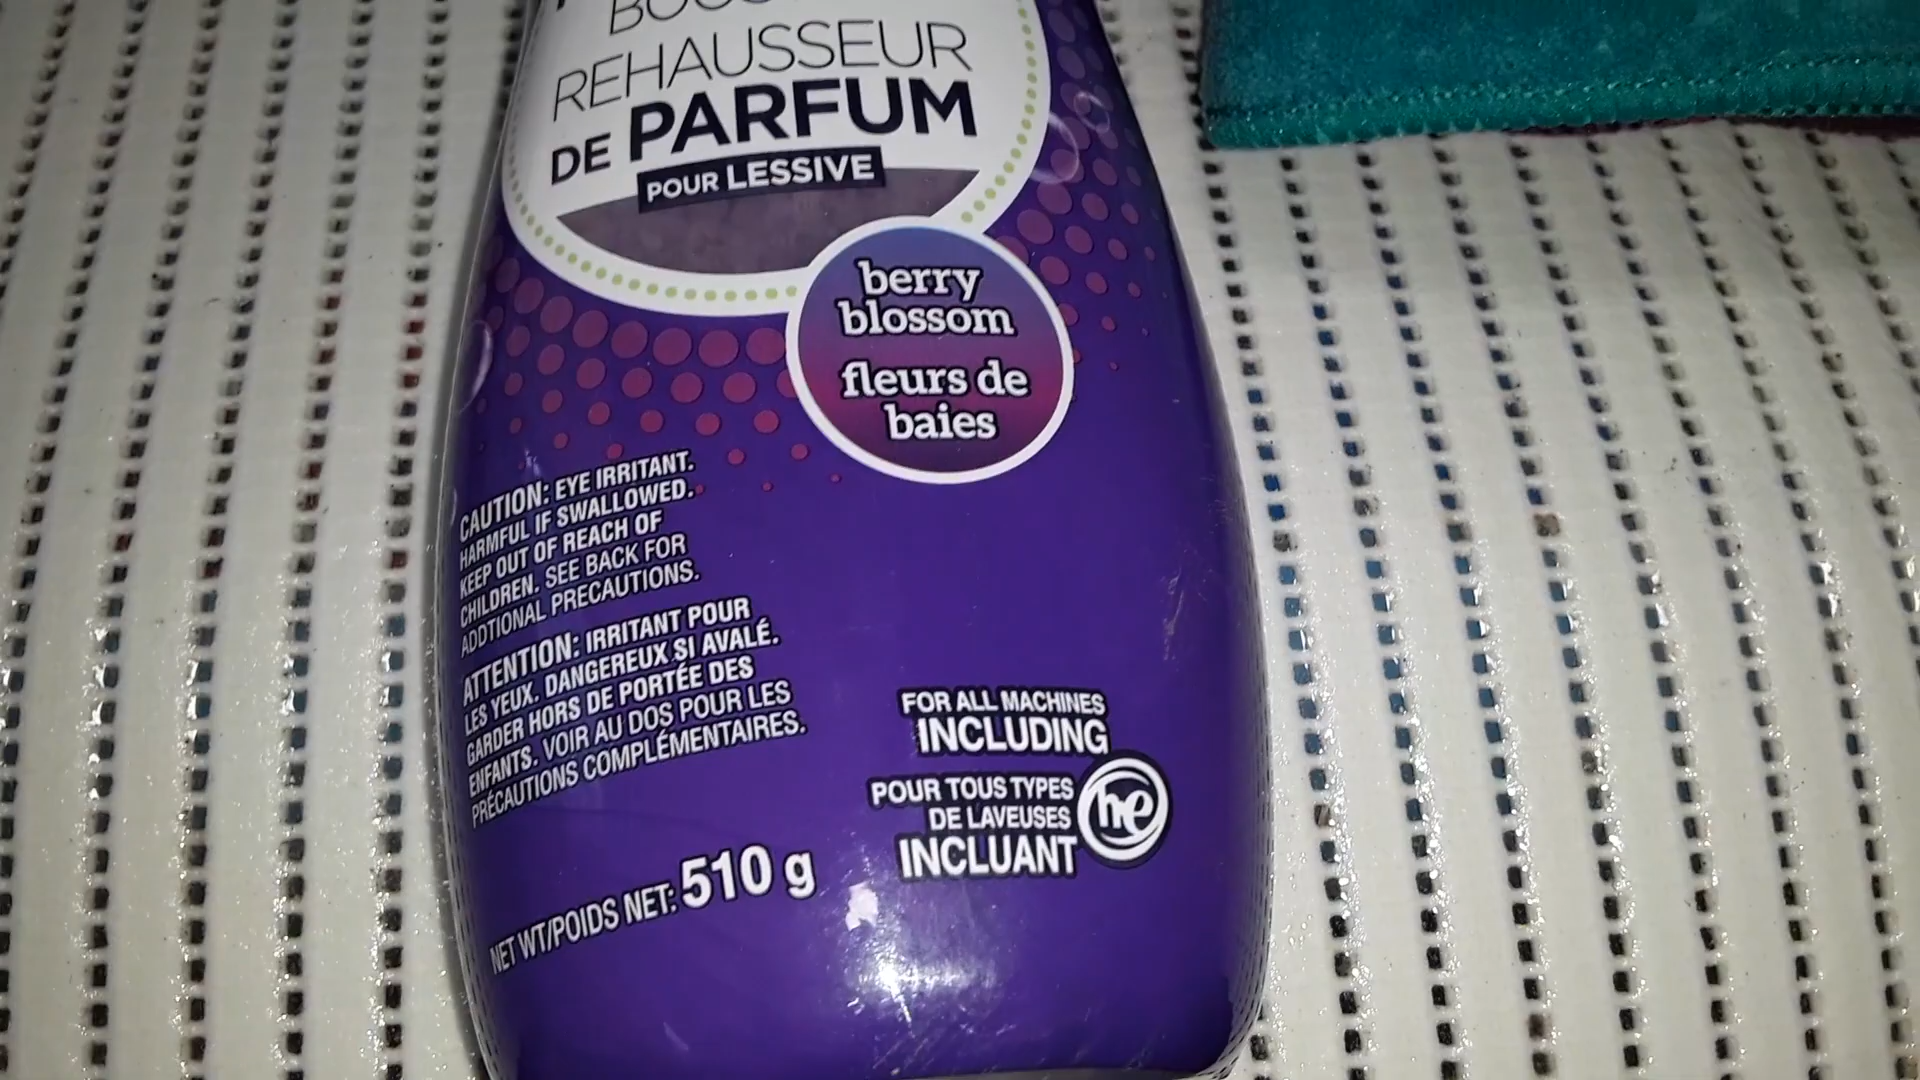 REHAUSSEUR
DE PARFUM
POUR LESSIVE
berry
blossom
fleurs de
baies
CAUTION: EYE IRRITANT.
HARMFUL IF SWALLOWED.
KEEP OUT OF REACH OF
CHILDREN. SEE BACK FOR
ADDTIONAL PRECAUTIONS.
ATTENTION: IRRITANT POUR
LES YEUX. DANGEREUX SI AVALÉ.
GARDER HORS DE PORTÉE DES
ENFANTS. VOIR AU DOS POUR LES
PRÉCAUTIONS COMPLÉMENTAIRES.
FOR ALL MACHINES
INCLUDING
POUR TOUS TYPES
DE LAVEUSES
INCLUANT
he
NET WT/POIDS NET: 510 g